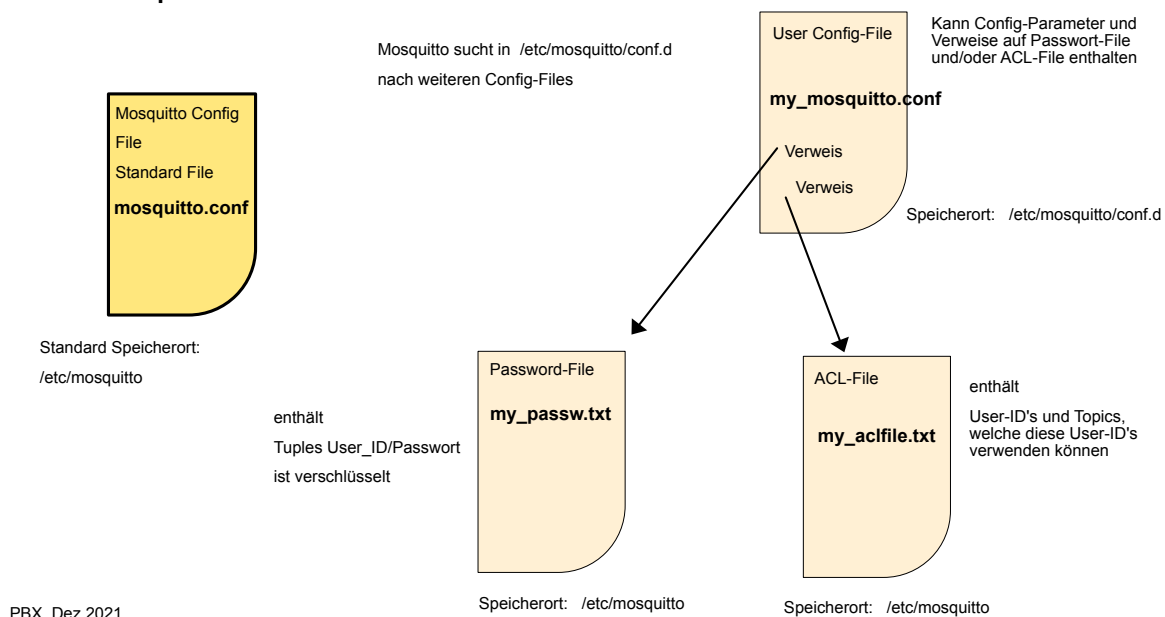 Mosquitto sucht in /etc/mosquitto/conf.d
nach weiteren Config-Files
User Config-File
my_mosquitto.conf
Verweis
Verweis
Kann Config-Parameter und
Verweise auf Passwort-File
und/oder ACL-File enthalten
Speicherort: /etc/mosquitto/conf.d
Mosquitto Config
File
Standard File
mosquitto.conf
Standard Speicherort:
/etc/mosquitto
enthält
Tuples User_ID/Passwort
ist verschlüsselt
Password-File
my_passw.txt
Speicherort: /etc/mosquitto
ACL-File
my_aclfile.txt
enthält
User-ID's und Topics,
welche diese User-ID's
verwenden können
Speicherort: /etc/mosquitto
PBX Dez 2021